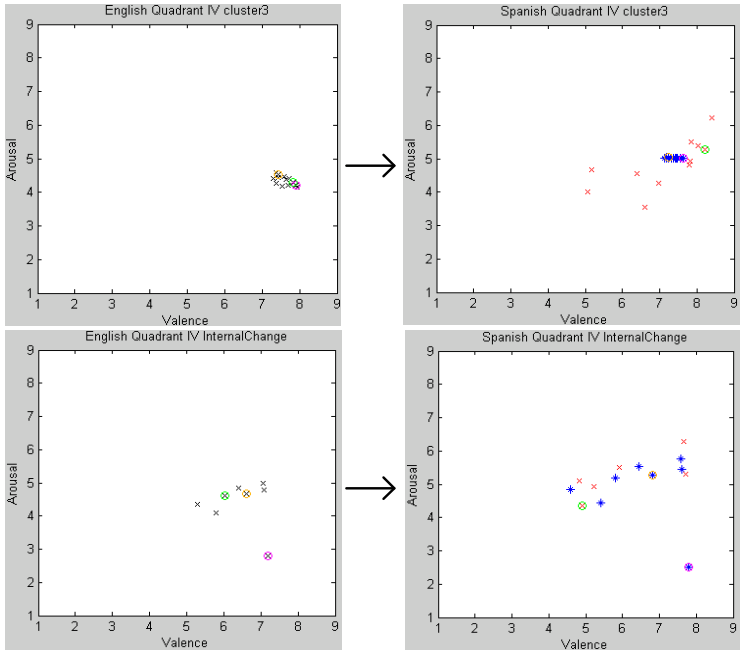 English Quadrant IV cluster3
9
8
7
6
5
4
3
2
1
Arousal
1 2 3 4 5 6 7 8 9
Valence
Spanish Quadrant IV cluster3
9
8
7
6
5
4
3
2
1
Arousal
1 2 3 4 5 6 7 8 9
Valence
English Quadrant IV InternalChange
9
8
7
6
5
4
3
2
1
Arousal
1 2 3 4 5 6 7 8 9
Valence
Spanish Quadrant IV InternalChange
9
8
7
6
5
4
3
2
1
Arousal
1 2 3 4 5 6 7 8 9
Valence